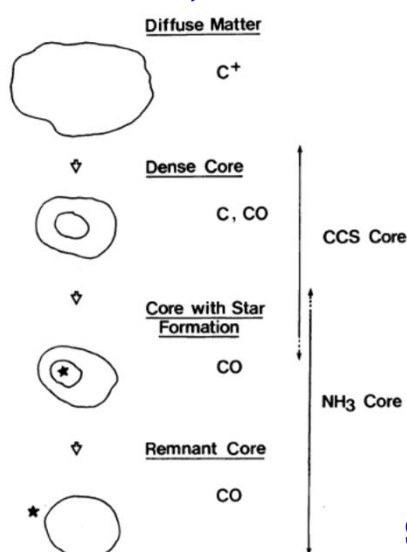 Diffuse Matter
C+
Dense Core
C, CO
CCS Core
Core with Star
Formation
CO
NH3 Core
Remnant Core
CO